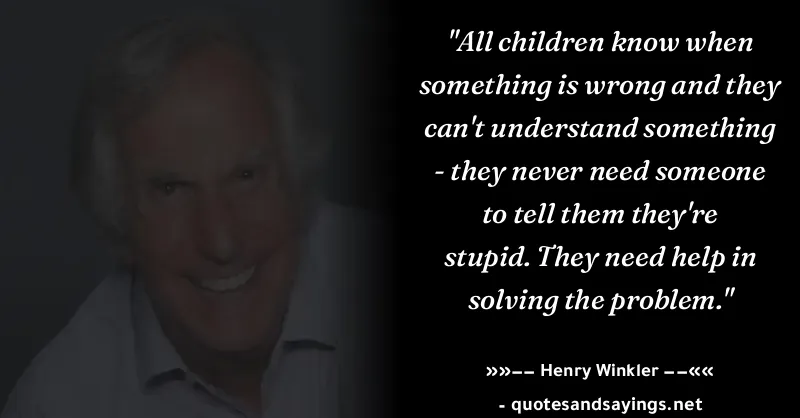 "All children know when
something is wrong and they
can't understand something
- they never need someone
to tell them they're
stupid. They need help in
solving the problem."
»»−− Henry Winkler −−««
- quotesandsayings.net